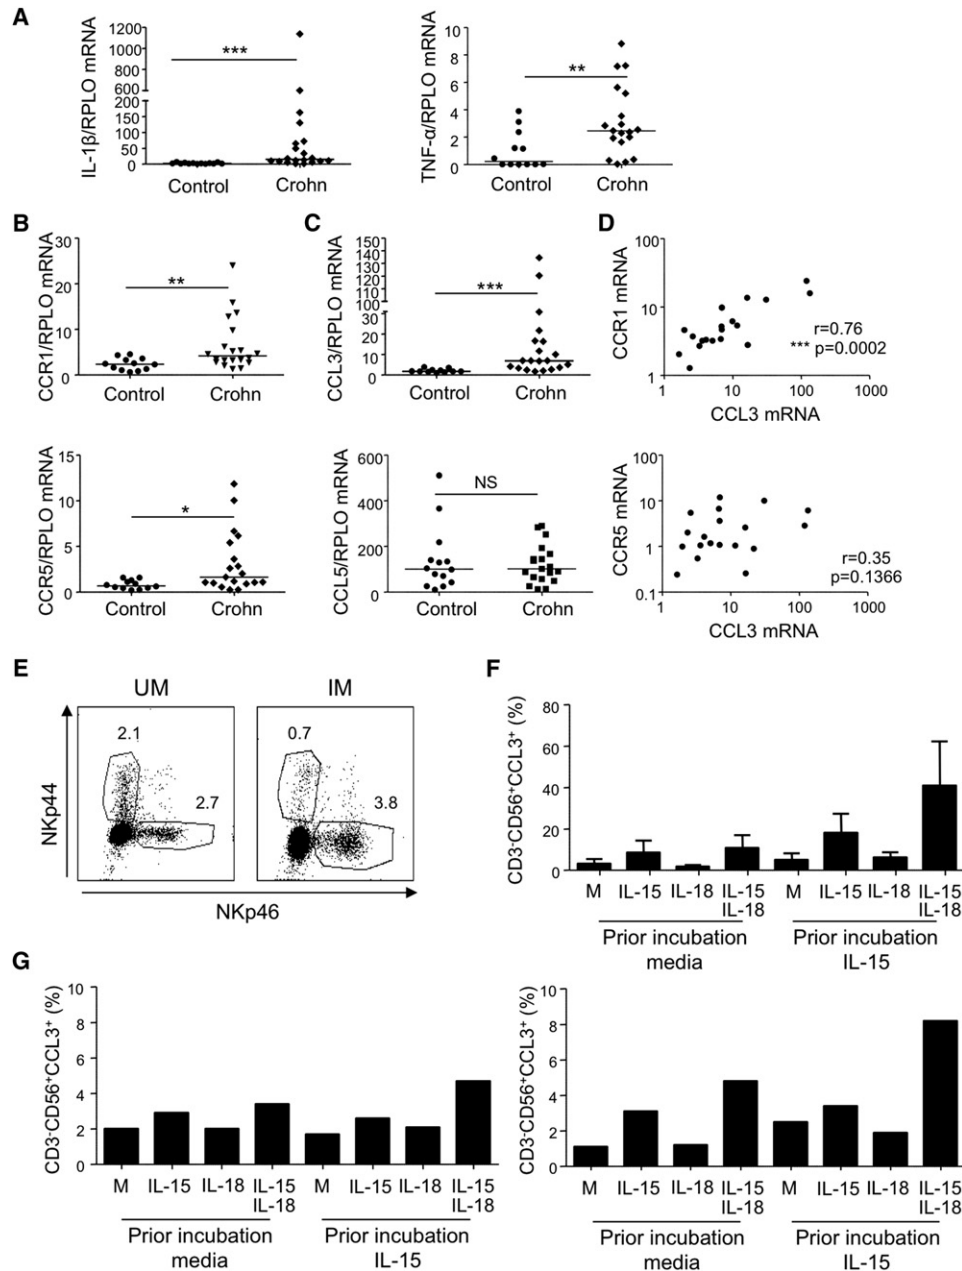 A
IL-1β/RPLO mRNA
1200
1000
800
600
200
150
100
50
0
***
Control
Crohn
TNF-α/RPLO mRNA
10
8
6
4
2
0
**
Control
Crohn
B
CCR1/RPLO mRNA
30
20
10
0
**
Control
Crohn
C
CCL3/RPLO mRNA
150
140
130
120
110
100
30
20
10
0
***
Control
Crohn
D
CCR1 mRNA
100
10
1
r=0.76
*** p=0.0002
1
10
100
1000
CCL3 mRNA
CCR5/RPLO mRNA
15
10
5
0
*
Control
Crohn
CCL5/RPLO mRNA
600
400
200
0
NS
Control
Crohn
CCR5 mRNA
100
10
1
0.1
r=0.35
p=0.1366
1
10
100
1000
CCL3 mRNA
E
UM
IM
NKp44
2.1
2.7
0.7
3.8
NKp46
F
CD3-CD56+CCL3+ (%)
80
60
40
20
0
M
IL-15
IL-18
IL-15
IL-18
M
IL-15
IL-18
IL-15
IL-18
Prior incubation
media
Prior incubation
IL-15
G
CD3-CD56+CCL3+ (%)
10
8
6
4
2
0
M
IL-15
IL-18
IL-15
IL-18
M
IL-15
IL-18
IL-15
IL-18
Prior incubation
media
Prior incubation
IL-15
CD3-CD56+CCL3+ (%)
10
8
6
4
2
0
M
IL-15
IL-18
IL-15
IL-18
M
IL-15
IL-18
IL-15
IL-18
Prior incubation
media
Prior incubation
IL-15